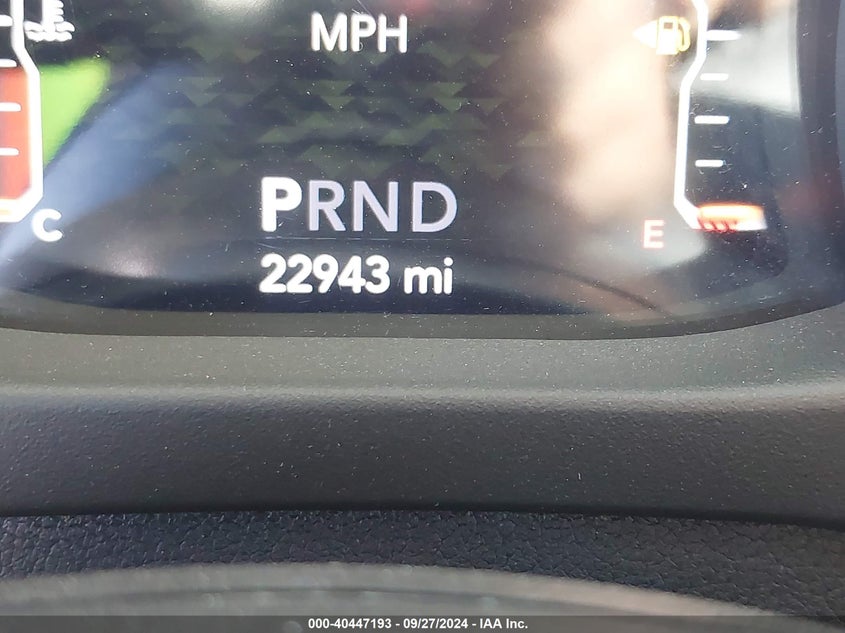 MPH
PRND
C
E
22943 mi
000-40447193 - 09/27/2024 - IAA Inc.